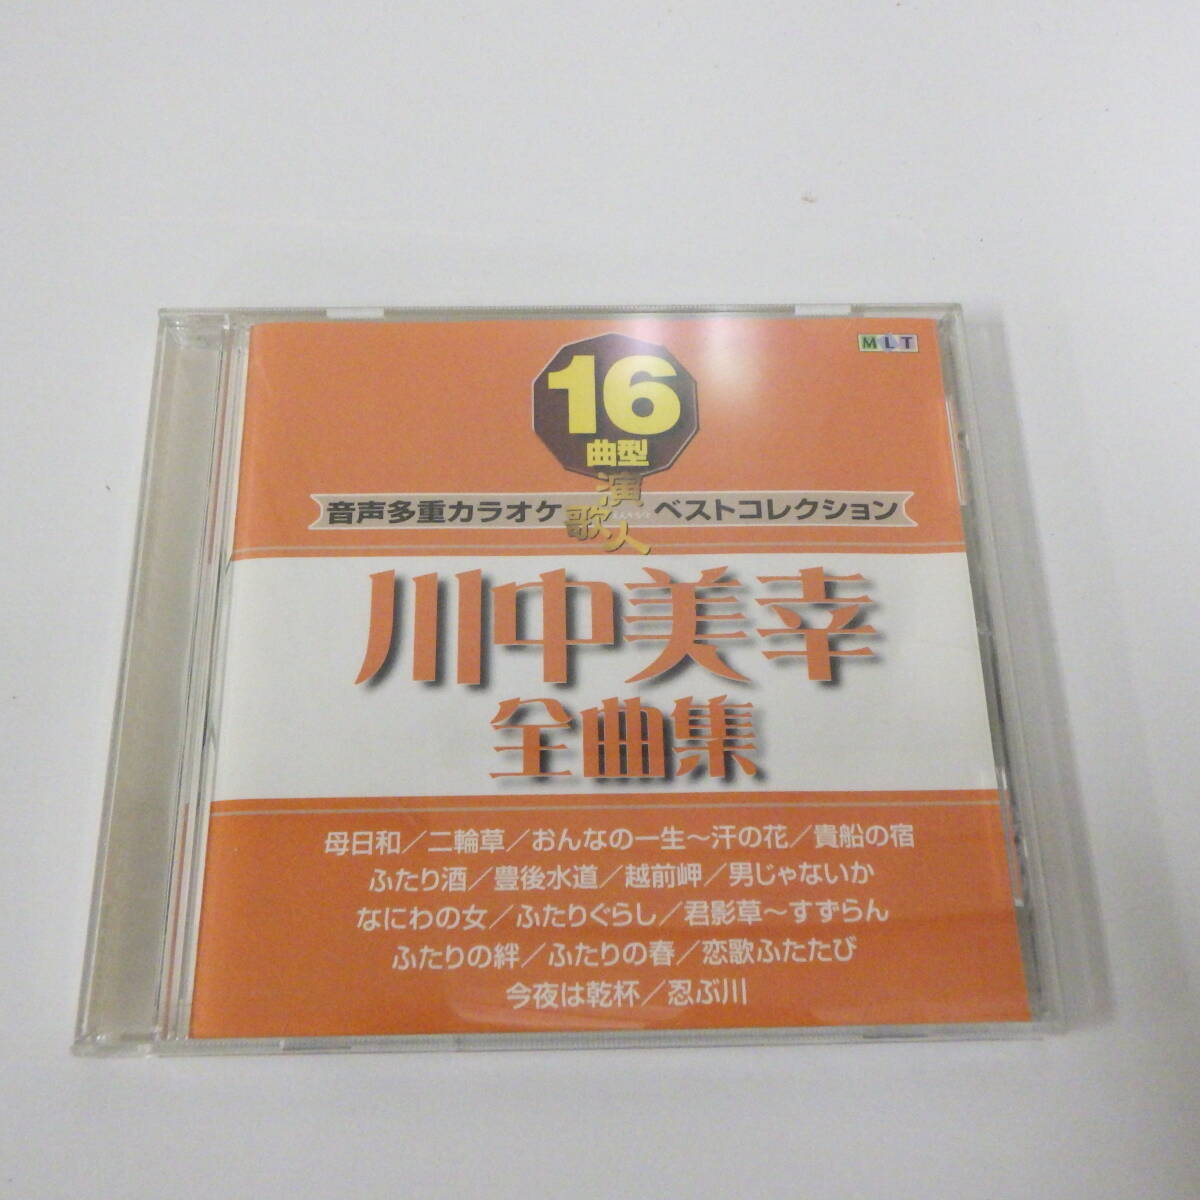 MLT
16
曲型
音声多重カラオケ 演歌人 ベストコレクション
川中美幸
全曲集
母日和／二輪草／おんなの一生～汗の花／貴船の宿
ふたり酒／豊後水道／越前岬／男じゃないか
なにわの女／ふたりぐらし／君影草～すずらん
ふたりの絆／ふたりの春／恋歌ふたたび
今夜は乾杯／忍ぶ川